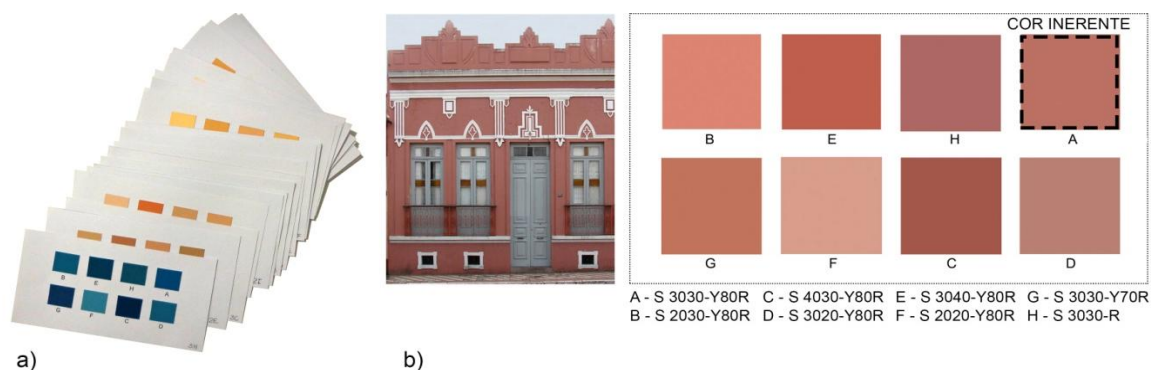 COR INERENTE
B E H A
G F C D
A - S 3030-Y80R C - S 4030-Y80R E - S 3040-Y80R G - S 3030-Y70R
B - S 2030-Y80R D - S 3020-Y80R F - S 2020-Y80R H - S 3030-R
B E H A
G F C D
a) b)